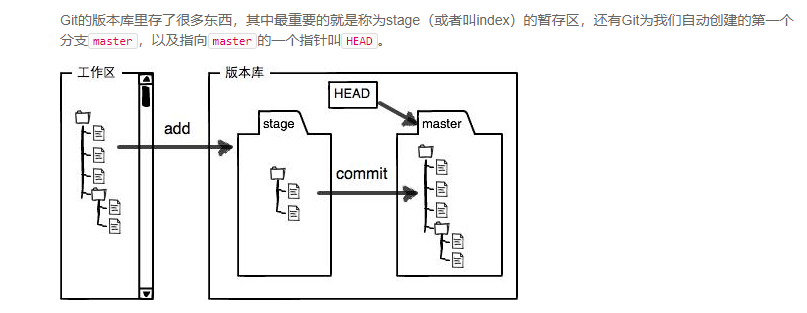 Git的版本库里存了很多东西，其中最重要的就是称为stage（或者叫index）的暂存区，还有Git为我们自动创建的第一个
分支master，以及指向master的一个指针叫HEAD。
工作区
版本库
HEAD
stage
master
add
commit